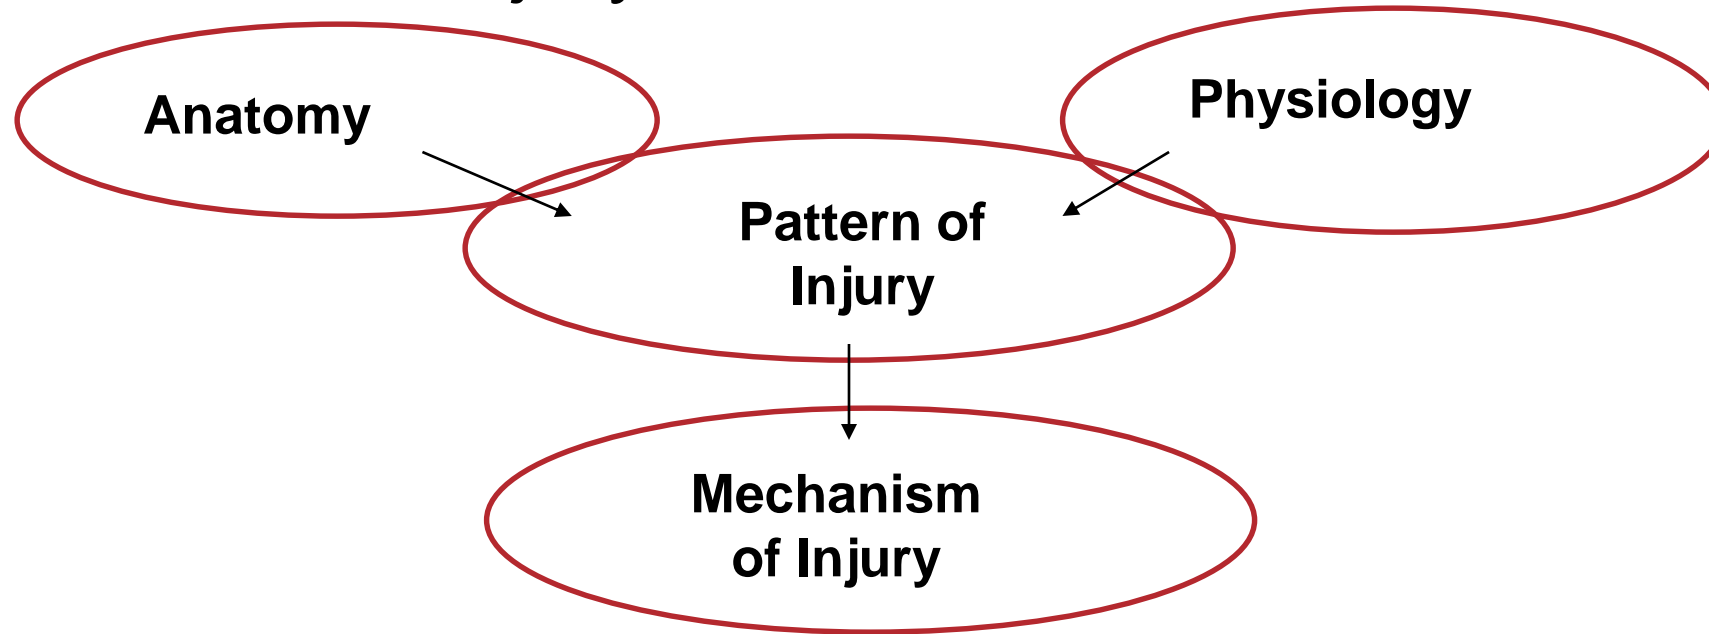 Anatomy
Physiology
Pattern of
Injury
Mechanism
of Injury